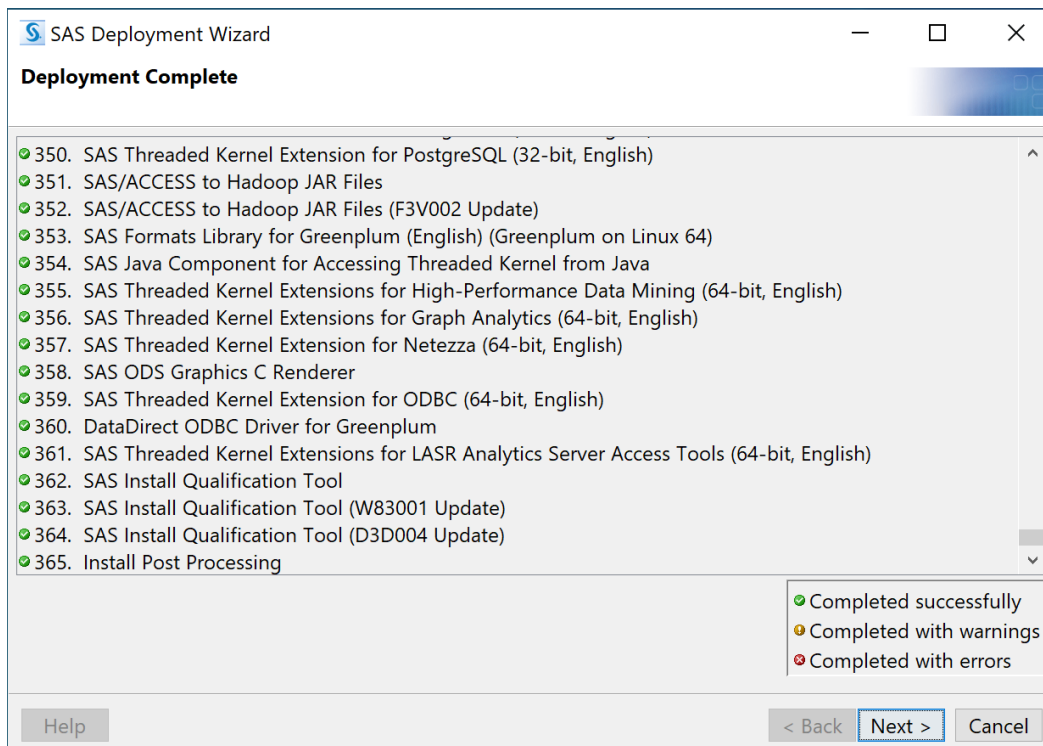 SAS Deployment Wizard
Deployment Complete
350. SAS Threaded Kernel Extension for PostgreSQL (32-bit, English)
351. SAS/ACCESS to Hadoop JAR Files
352. SAS/ACCESS to Hadoop JAR Files (F3V002 Update)
353. SAS Formats Library for Greenplum (English) (Greenplum on Linux 64)
354. SAS Java Component for Accessing Threaded Kernel from Java
355. SAS Threaded Kernel Extensions for High-Performance Data Mining (64-bit, English)
356. SAS Threaded Kernel Extensions for Graph Analytics (64-bit, English)
357. SAS Threaded Kernel Extension for Netezza (64-bit, English)
358. SAS ODS Graphics C Renderer
359. SAS Threaded Kernel Extension for ODBC (64-bit, English)
360. DataDirect ODBC Driver for Greenplum
361. SAS Threaded Kernel Extensions for LASR Analytics Server Access Tools (64-bit, English)
362. SAS Install Qualification Tool
363. SAS Install Qualification Tool (W83001 Update)
364. SAS Install Qualification Tool (D3D004 Update)
365. Install Post Processing
Completed successfully
Completed with warnings
Completed with errors
Help < Back Next > Cancel